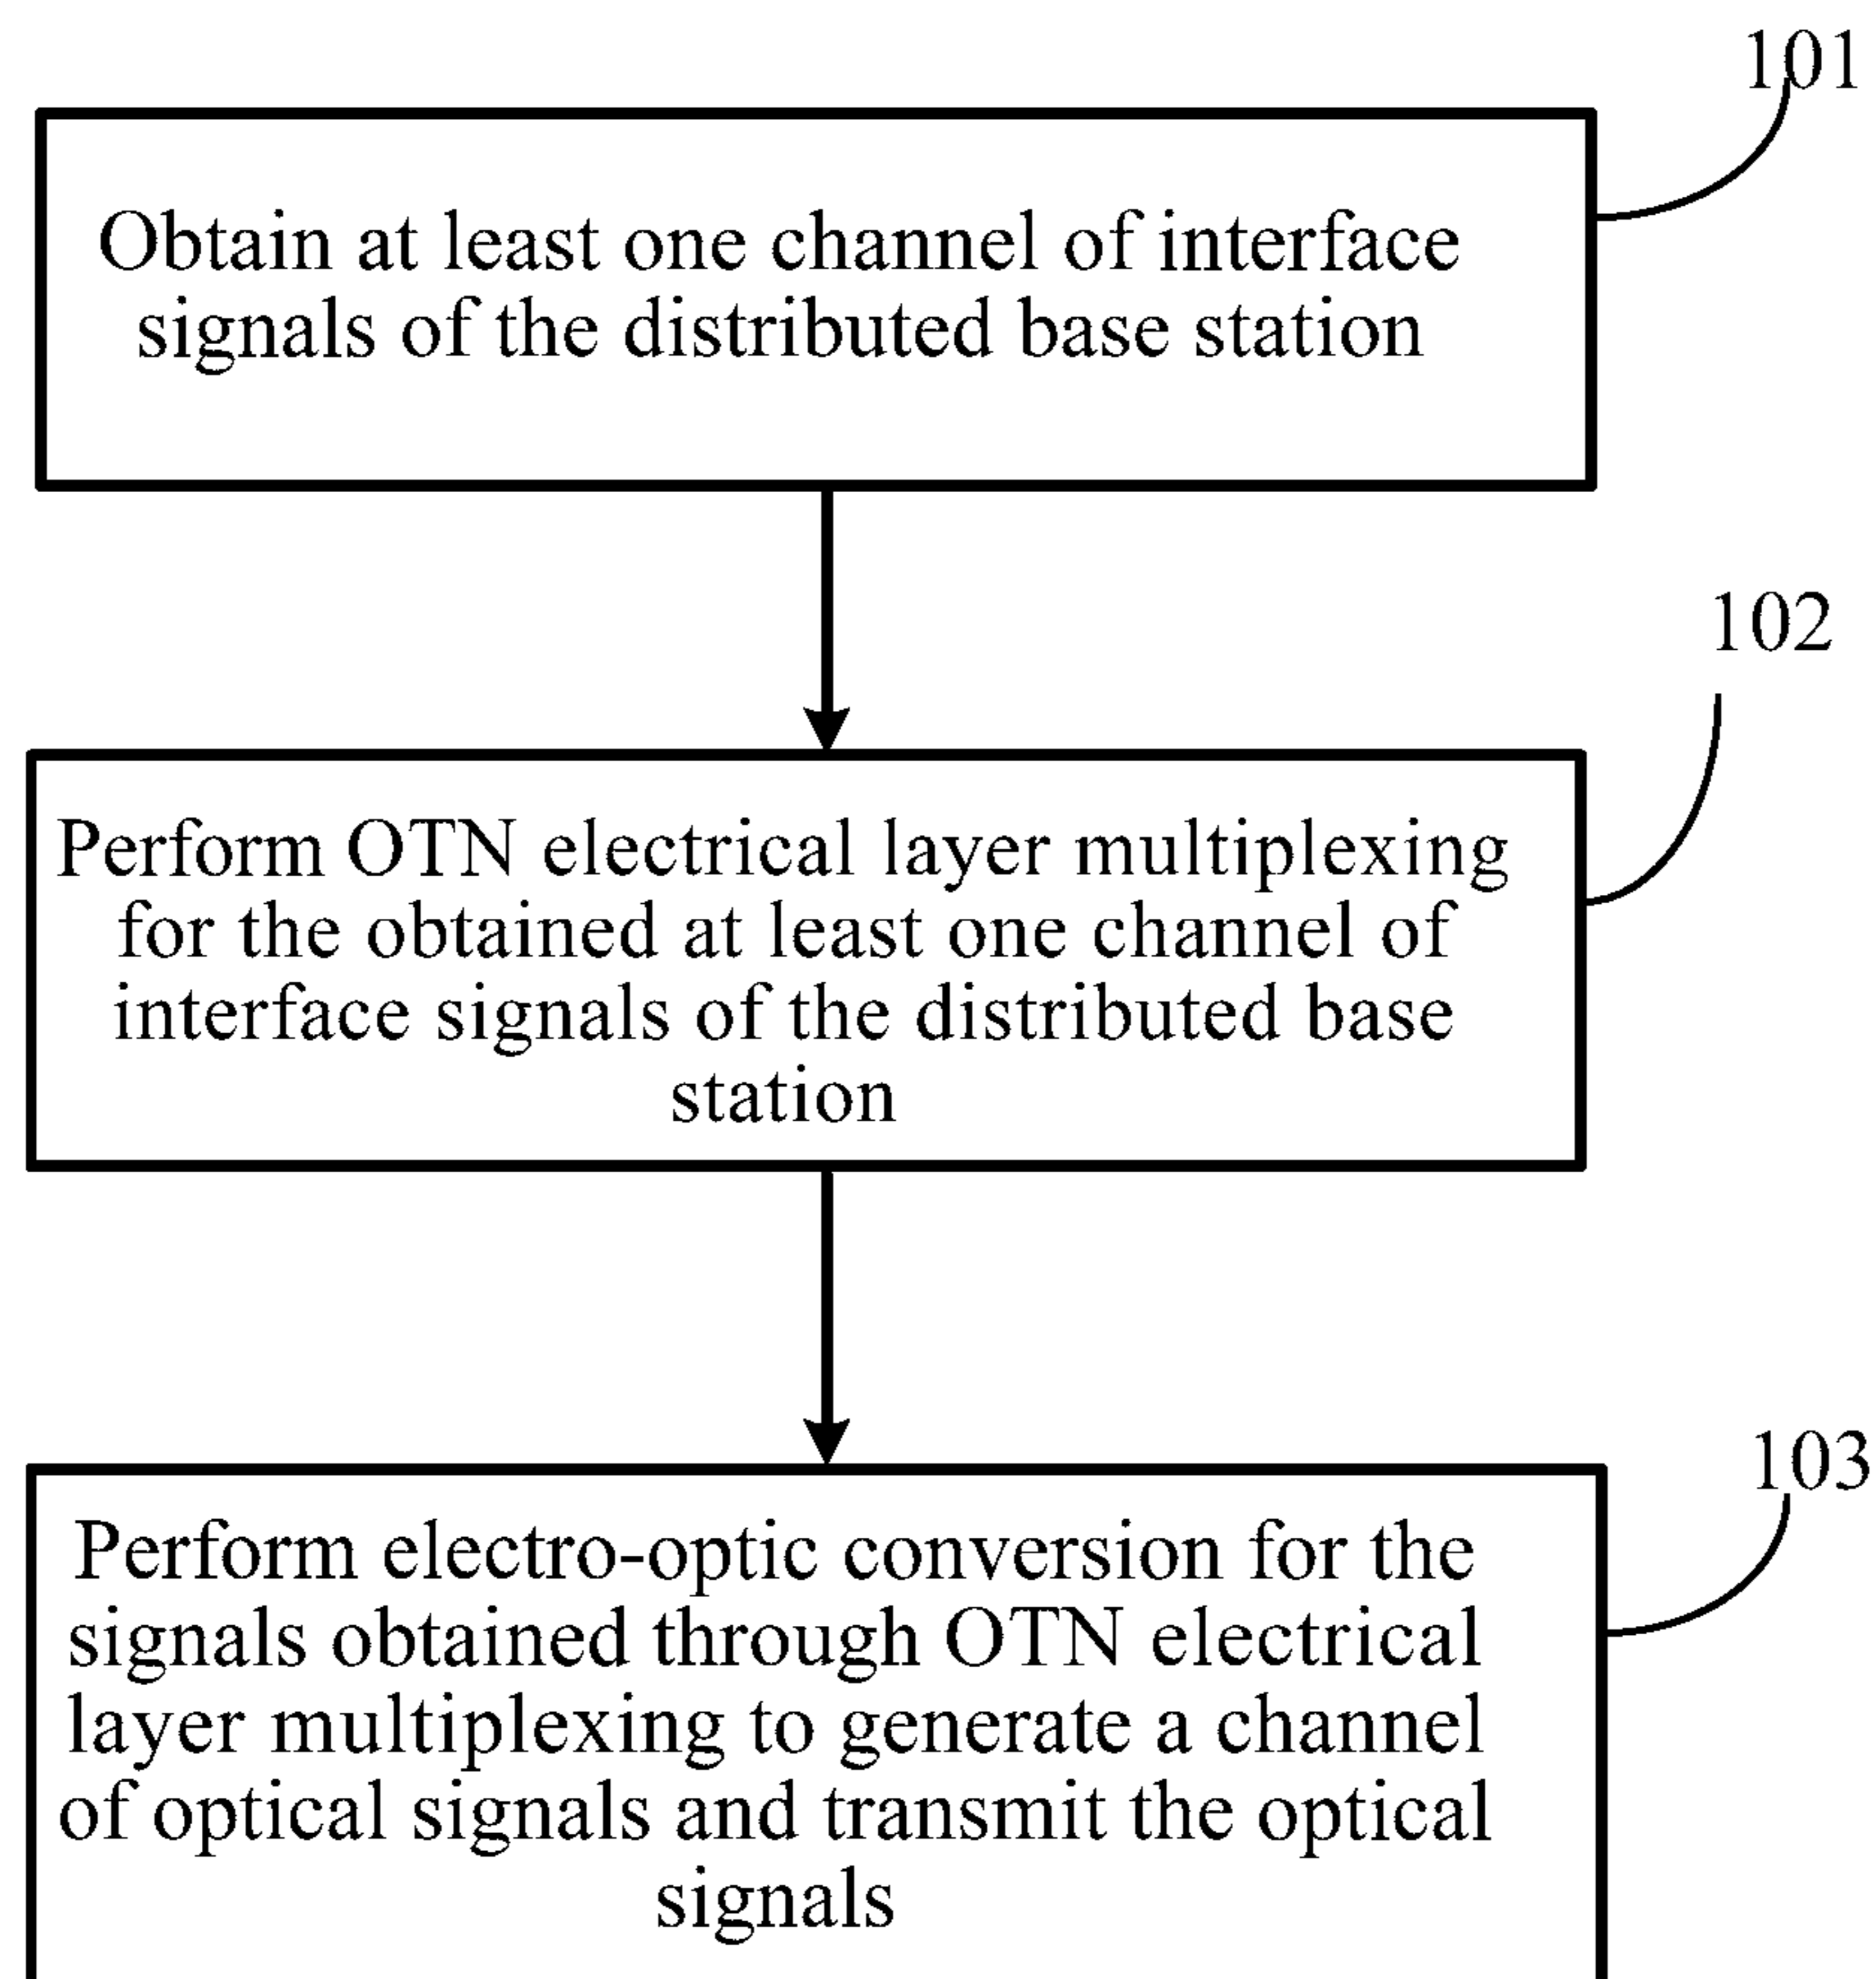 101
Obtain at least one channel of interface
signals of the distributed base station
102
Perform OTN electrical layer multiplexing
for the obtained at least one channel of
interface signals of the distributed base
station
103
Perform electro-optic conversion for the
signals obtained through OTN electrical
layer multiplexing to generate a channel
of optical signals and transmit the optical
signals